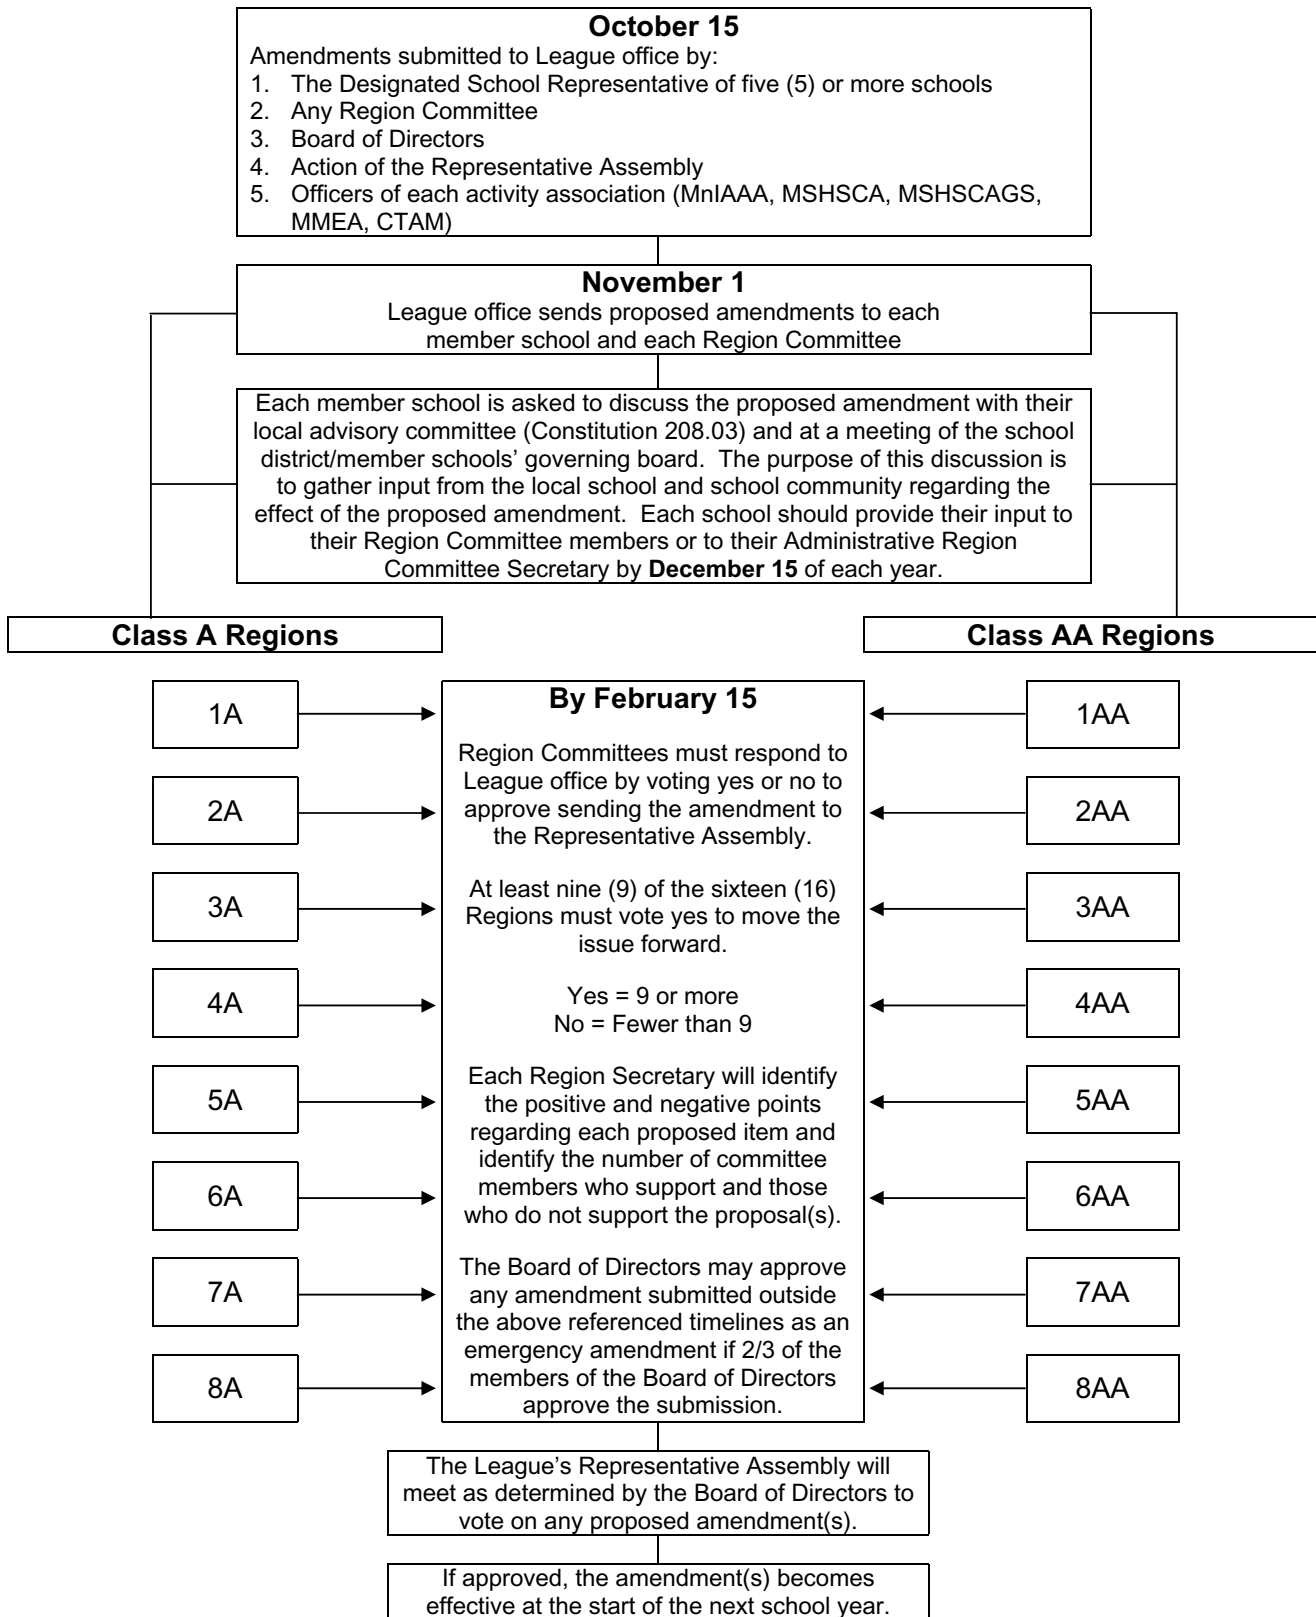 October 15
Amendments submitted to League office by:
1. The Designated School Representative of five (5) or more schools
2. Any Region Committee
3. Board of Directors
4. Action of the Representative Assembly
5. Officers of each activity association (MnIAAA, MSHSCA, MSHSCAGS,
MMEA, CTAM)
November 1
League office sends proposed amendments to each
member school and each Region Committee
Each member school is asked to discuss the proposed amendment with their
local advisory committee (Constitution 208.03) and at a meeting of the school
district/member schools' governing board. The purpose of this discussion is
to gather input from the local school and school community regarding the
effect of the proposed amendment. Each school should provide their input to
their Region Committee members or to their Administrative Region
Committee Secretary by December 15 of each year.
Class A Regions
1A
2A
3A
4A
5A
6A
7A
8A
By February 15
Region Committees must respond to
League office by voting yes or no to
approve sending the amendment to
the Representative Assembly.
At least nine (9) of the sixteen (16)
Regions must vote yes to move the
issue forward.
Yes = 9 or more
No = Fewer than 9
Each Region Secretary will identify
the positive and negative points
regarding each proposed item and
identify the number of committee
members who support and those
who do not support the proposal(s).
The Board of Directors may approve
any amendment submitted outside
the above referenced timelines as an
emergency amendment if 2/3 of the
members of the Board of Directors
approve the submission.
Class AA Regions
1AA
2AA
3AA
4AA
5AA
6AA
7AA
8AA
The League's Representative Assembly will
meet as determined by the Board of Directors to
vote on any proposed amendment(s).
If approved, the amendment(s) becomes
effective at the start of the next school year.